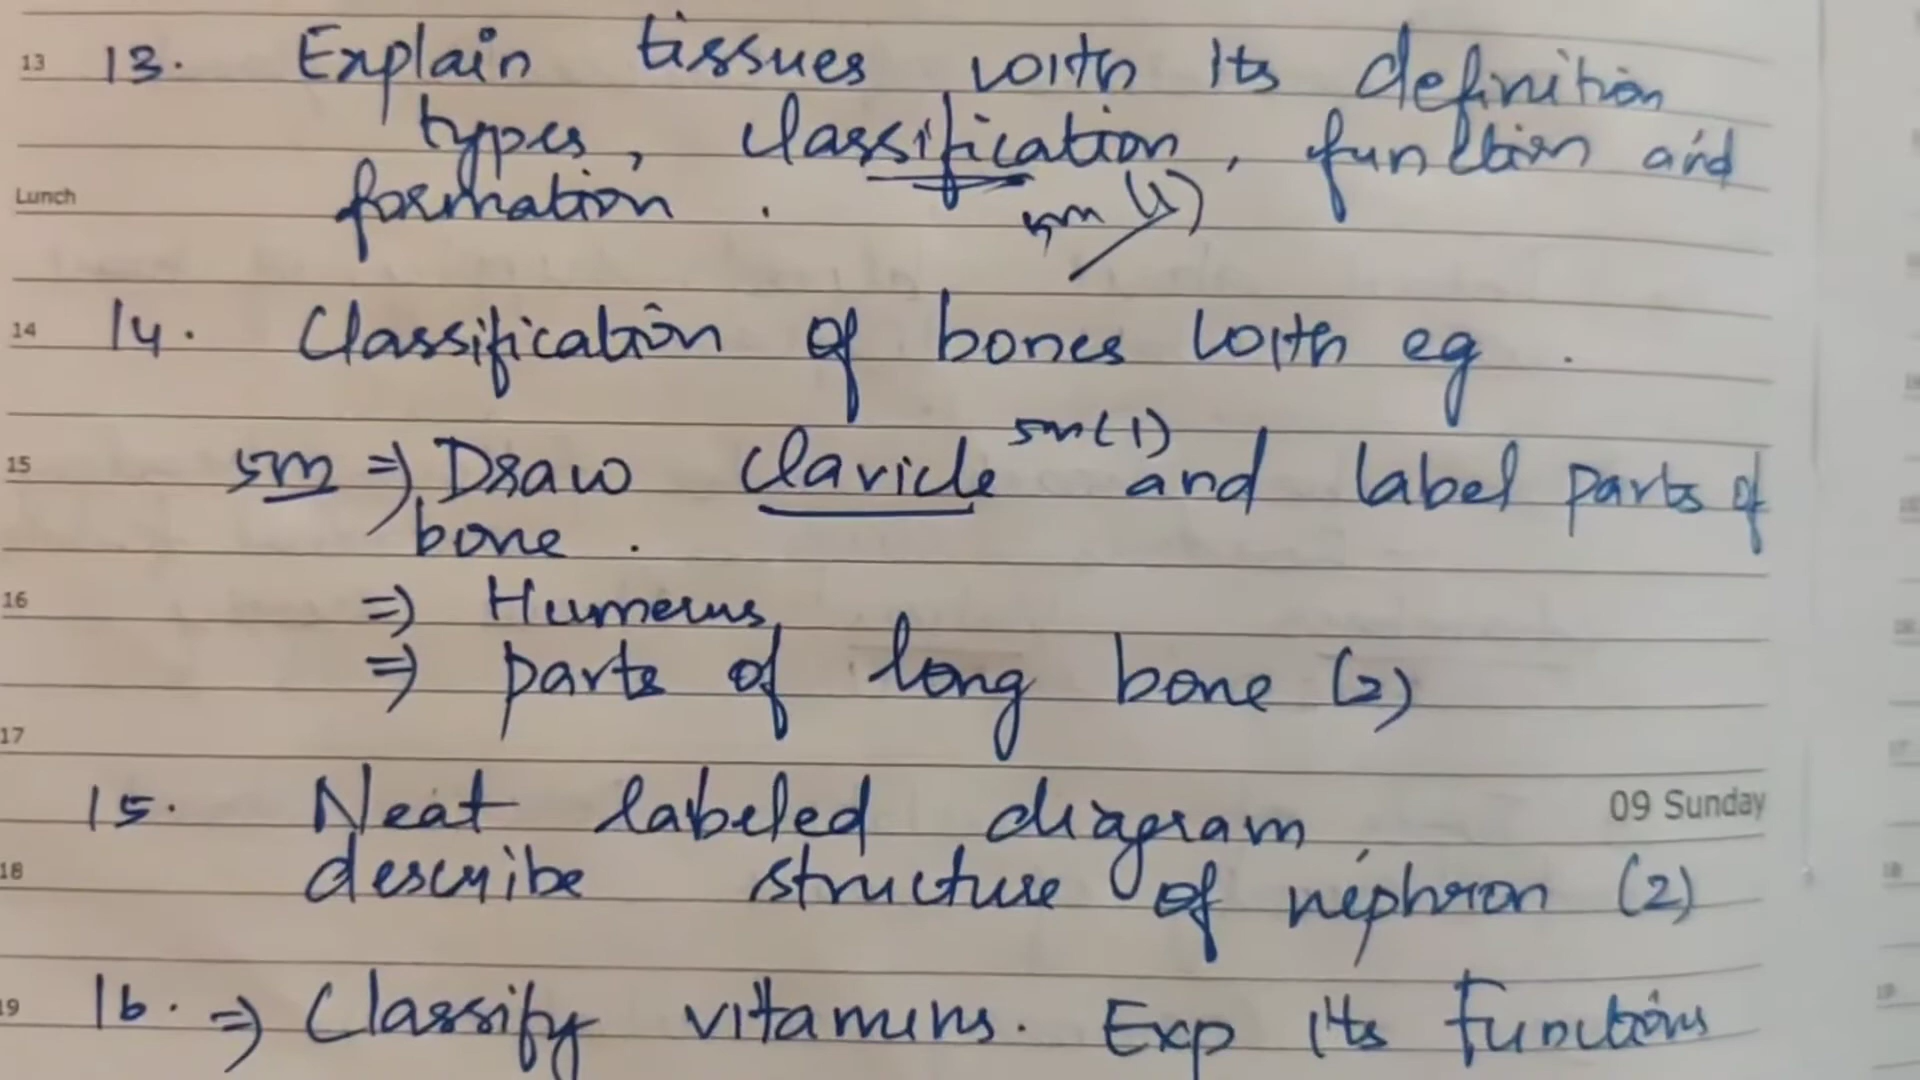 13 13. Explain tissues with its definition
types, classification, function and
Lunch formation. 5m (1)
14 14. Classification of bones with eg.
15 5m => Draw clavicle 5m(1) and label parts of
bone.
16 => Humerus
=> parts of long bone (2)
17
15. Neat labeled diagram 09 Sunday
18 describe structure of nephron (2)
19 16. => Classify vitamins. Exp its functions